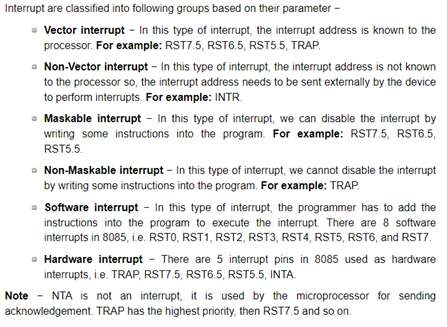 Interrupt are classified into following groups based on their parameter −
Vector interrupt − In this type of interrupt, the interrupt address is known to the
processor. For example: RST7.5, RST6.5, RST5.5, TRAP.
Non-Vector interrupt − In this type of interrupt, the interrupt address is not known
to the processor so, the interrupt address needs to be sent externally by the device
to perform interrupts. For example: INTR.
Maskable interrupt − In this type of interrupt, we can disable the interrupt by
writing some instructions into the program. For example: RST7.5, RST6.5,
RST5.5.
Non-Maskable interrupt − In this type of interrupt, we cannot disable the interrupt
by writing some instructions into the program. For example: TRAP.
Software interrupt − In this type of interrupt, the programmer has to add the
instructions into the program to execute the interrupt. There are 8 software
interrupts in 8085, i.e. RST0, RST1, RST2, RST3, RST4, RST5, RST6, and RST7.
Hardware interrupt − There are 5 interrupt pins in 8085 used as hardware
interrupts, i.e. TRAP, RST7.5, RST6.5, RST5.5, INTA.
Note − NTA is not an interrupt, it is used by the microprocessor for sending
acknowledgement. TRAP has the highest priority, then RST7.5 and so on.